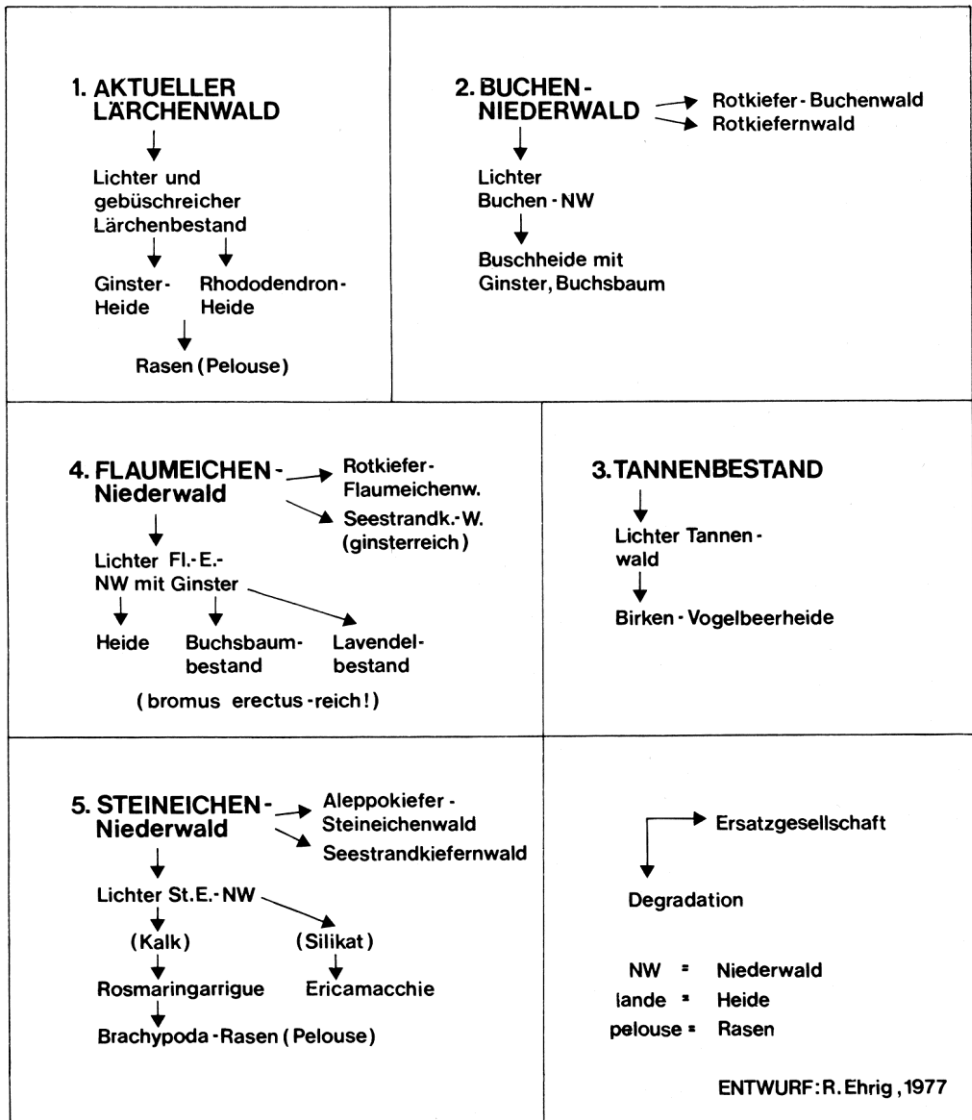 1. AKTUELLER
LÄRCHENWALD
Lichter und
gebüschreicher
Lärchenbestand
Ginster-
Heide
Rhododendron-
Heide
Rasen (Pelouse)
2. BUCHEN-
NIEDERWALD
Rotkiefer-Buchenwald
Rotkiefernwald
Lichter
Buchen-NW
Buschheide mit
Ginster, Buchsbaum
4. FLAUMEICHEN-
Niederwald
Rotkiefer-
Flaumeichenw.
Seestrandk.-W.
(ginsterreich)
Lichter Fl.-E.-
NW mit Ginster
Heide
Buchsbaum-
bestand
Lavendel-
bestand
(bromus erectus-reich!)
3. TANNENBESTAND
Lichter Tannen-
wald
Birken-Vogelbeerheide
5. STEINEICHEN-
Niederwald
Aleppokiefer-
Steineichenwald
Seestrandkiefernwald
Lichter St.E.-NW
(Kalk)
(Silikat)
Rosmaringarrigue
Ericamacchie
Brachypoda-Rasen (Pelouse)
Ersatzgesellschaft
Degradation
NW = Niederwald
lande = Heide
pelouse = Rasen
ENTWURF: R. Ehrig, 1977